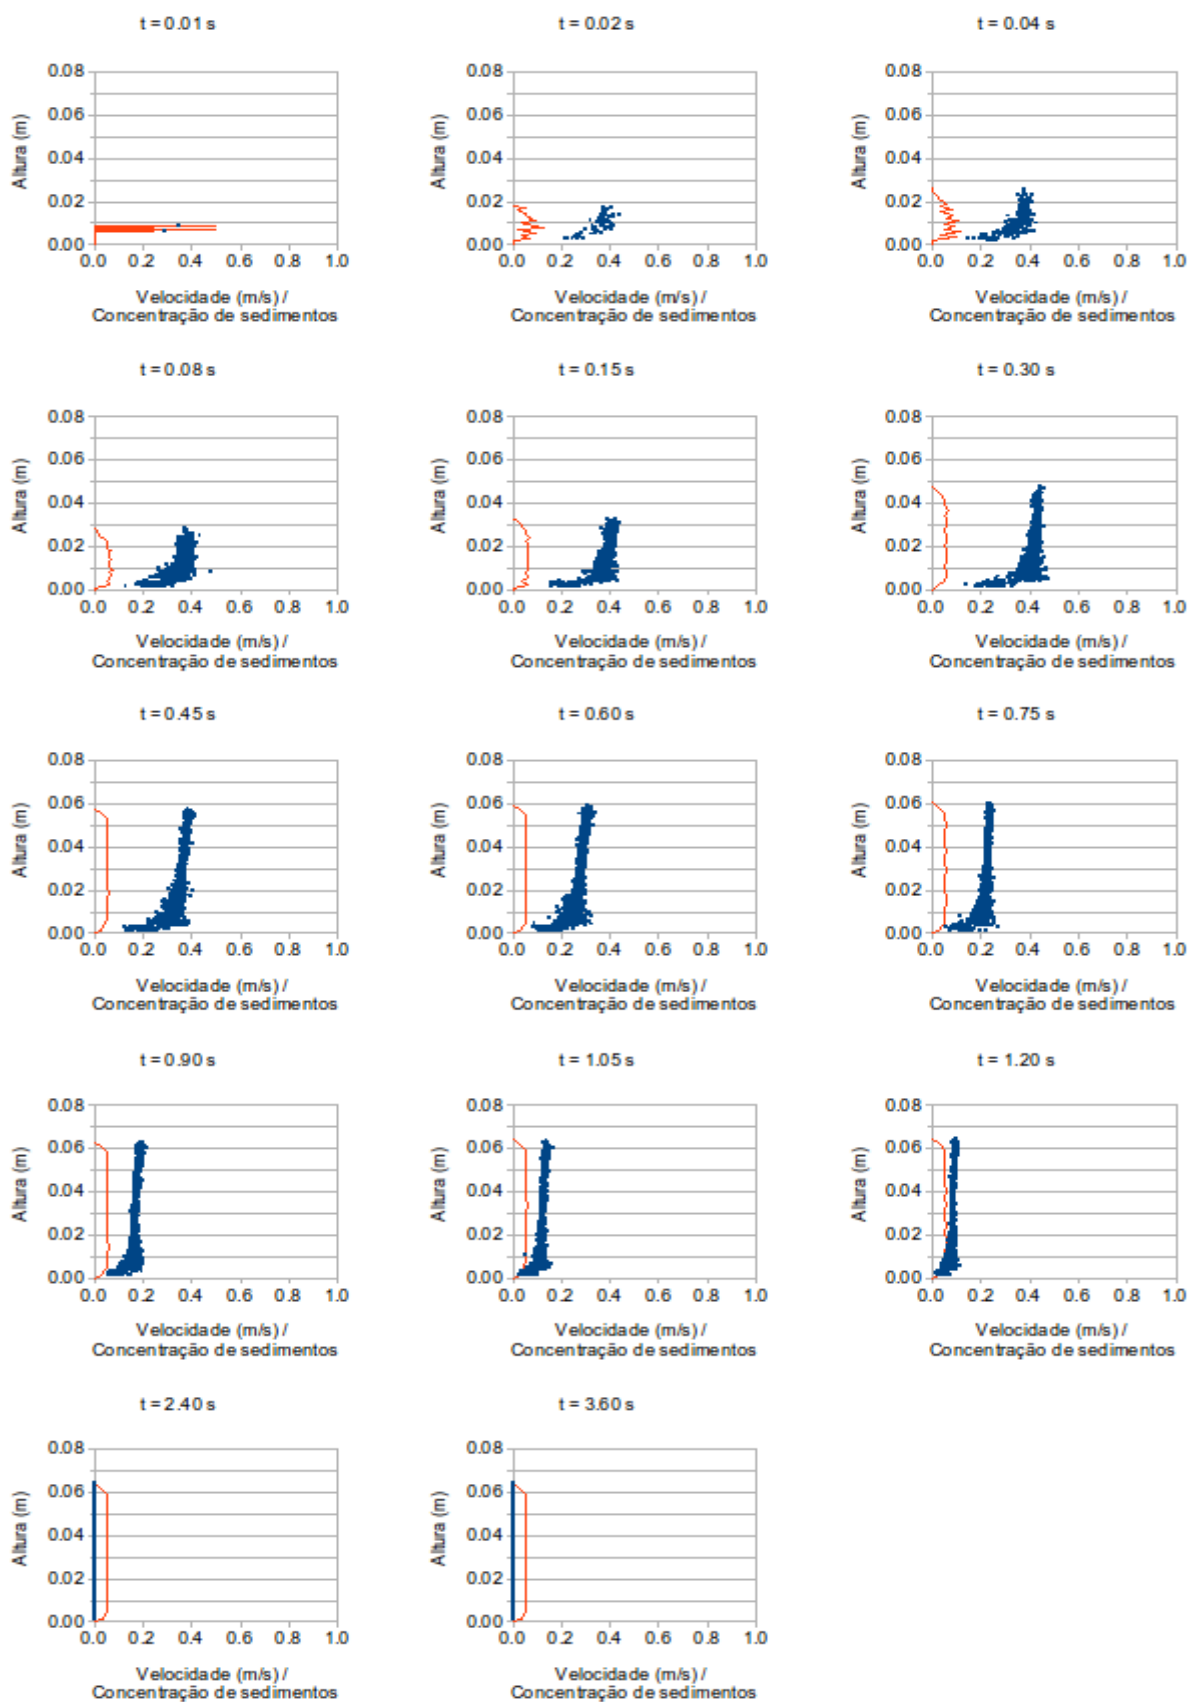 t = 0.01 s
t = 0.02 s
t = 0.04 s
0.08
0.06
0.04
0.02
0.00
Altura (m)
0.0 0.2 0.4 0.6 0.8 1.0
Velocidade (m/s) /
Concentração de sedimentos
0.08
0.06
0.04
0.02
0.00
Altura (m)
0.0 0.2 0.4 0.6 0.8 1.0
Velocidade (m/s) /
Concentração de sedimentos
0.08
0.06
0.04
0.02
0.00
Altura (m)
0.0 0.2 0.4 0.6 0.8 1.0
Velocidade (m/s) /
Concentração de sedimentos
t = 0.08 s
t = 0.15 s
t = 0.30 s
0.08
0.06
0.04
0.02
0.00
Altura (m)
0.0 0.2 0.4 0.6 0.8 1.0
Velocidade (m/s) /
Concentração de sedimentos
0.08
0.06
0.04
0.02
0.00
Altura (m)
0.0 0.2 0.4 0.6 0.8 1.0
Velocidade (m/s) /
Concentração de sedimentos
0.08
0.06
0.04
0.02
0.00
Altura (m)
0.0 0.2 0.4 0.6 0.8 1.0
Velocidade (m/s) /
Concentração de sedimentos
t = 0.45 s
t = 0.60 s
t = 0.75 s
0.08
0.06
0.04
0.02
0.00
Altura (m)
0.0 0.2 0.4 0.6 0.8 1.0
Velocidade (m/s) /
Concentração de sedimentos
0.08
0.06
0.04
0.02
0.00
Altura (m)
0.0 0.2 0.4 0.6 0.8 1.0
Velocidade (m/s) /
Concentração de sedimentos
0.08
0.06
0.04
0.02
0.00
Altura (m)
0.0 0.2 0.4 0.6 0.8 1.0
Velocidade (m/s) /
Concentração de sedimentos
t = 0.90 s
t = 1.05 s
t = 1.20 s
0.08
0.06
0.04
0.02
0.00
Altura (m)
0.0 0.2 0.4 0.6 0.8 1.0
Velocidade (m/s) /
Concentração de sedimentos
0.08
0.06
0.04
0.02
0.00
Altura (m)
0.0 0.2 0.4 0.6 0.8 1.0
Velocidade (m/s) /
Concentração de sedimentos
0.08
0.06
0.04
0.02
0.00
Altura (m)
0.0 0.2 0.4 0.6 0.8 1.0
Velocidade (m/s) /
Concentração de sedimentos
t = 2.40 s
t = 3.60 s
0.08
0.06
0.04
0.02
0.00
Altura (m)
0.0 0.2 0.4 0.6 0.8 1.0
Velocidade (m/s) /
Concentração de sedimentos
0.08
0.06
0.04
0.02
0.00
Altura (m)
0.0 0.2 0.4 0.6 0.8 1.0
Velocidade (m/s) /
Concentração de sedimentos